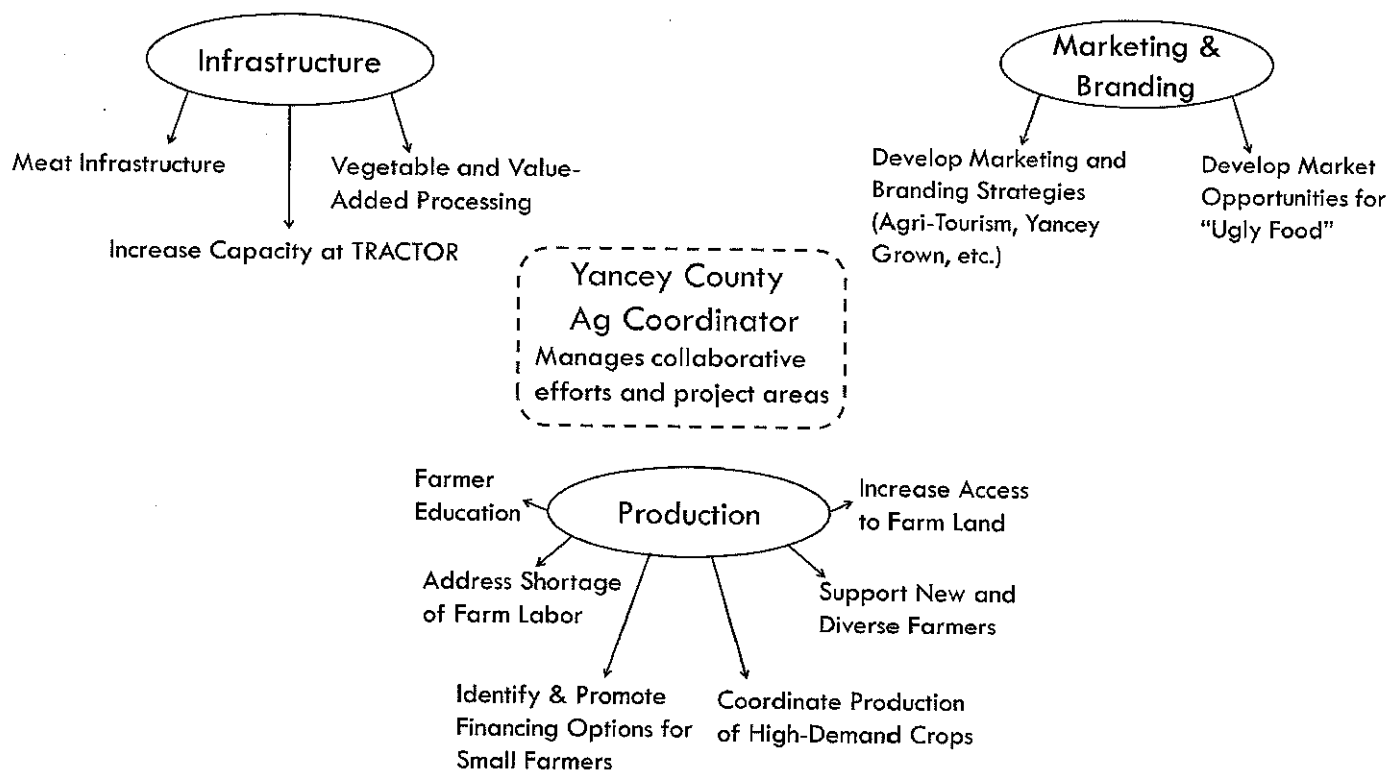 Infrastructure
Meat Infrastructure
Vegetable and Value-
Added Processing
Increase Capacity at TRACTOR
Marketing &
Branding
Develop Marketing and
Branding Strategies
(Agri-Tourism, Yancey
Grown, etc.)
Develop Market
Opportunities for
“Ugly Food”
Yancey County
Ag Coordinator
Manages collaborative
efforts and project areas
Production
Farmer
Education
Address Shortage
of Farm Labor
Identify & Promote
Financing Options for
Small Farmers
Coordinate Production
of High-Demand Crops
Support New and
Diverse Farmers
Increase Access
to Farm Land